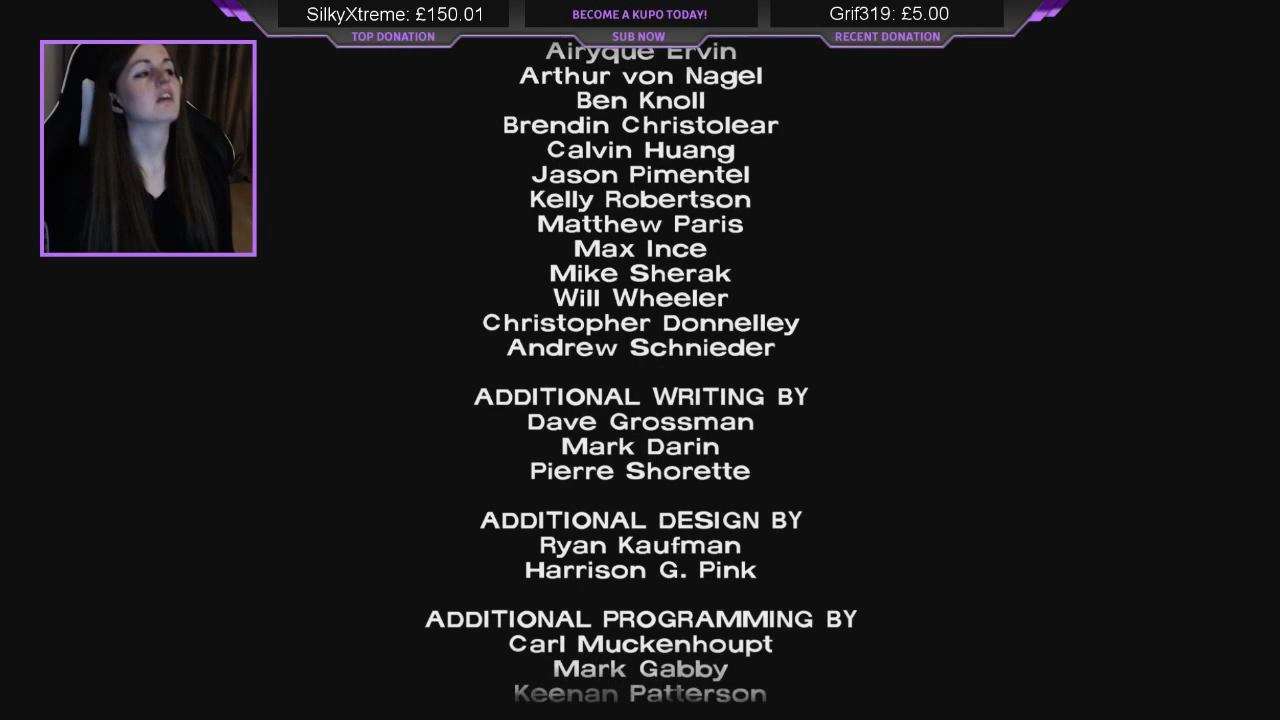 SilkyXtreme: £150.01
BECOME A KUPO TODAY!
Grif319: £5.00
TOP DONATION
SUB NOW
RECENT DONATION
Airyque Ervin
Arthur von Nagel
Ben Knoll
Brendin Christolear
Calvin Huang
Jason Pimentel
Kelly Robertson
Matthew Paris
Max Ince
Mike Sherak
Will Wheeler
Christopher Donnelley
Andrew Schnieder
ADDITIONAL WRITING BY
Dave Grossman
Mark Darin
Pierre Shorette
ADDITIONAL DESIGN BY
Ryan Kaufman
Harrison G. Pink
ADDITIONAL PROGRAMMING BY
Carl Muckenhoupt
Mark Gabby
Keenan Patterson